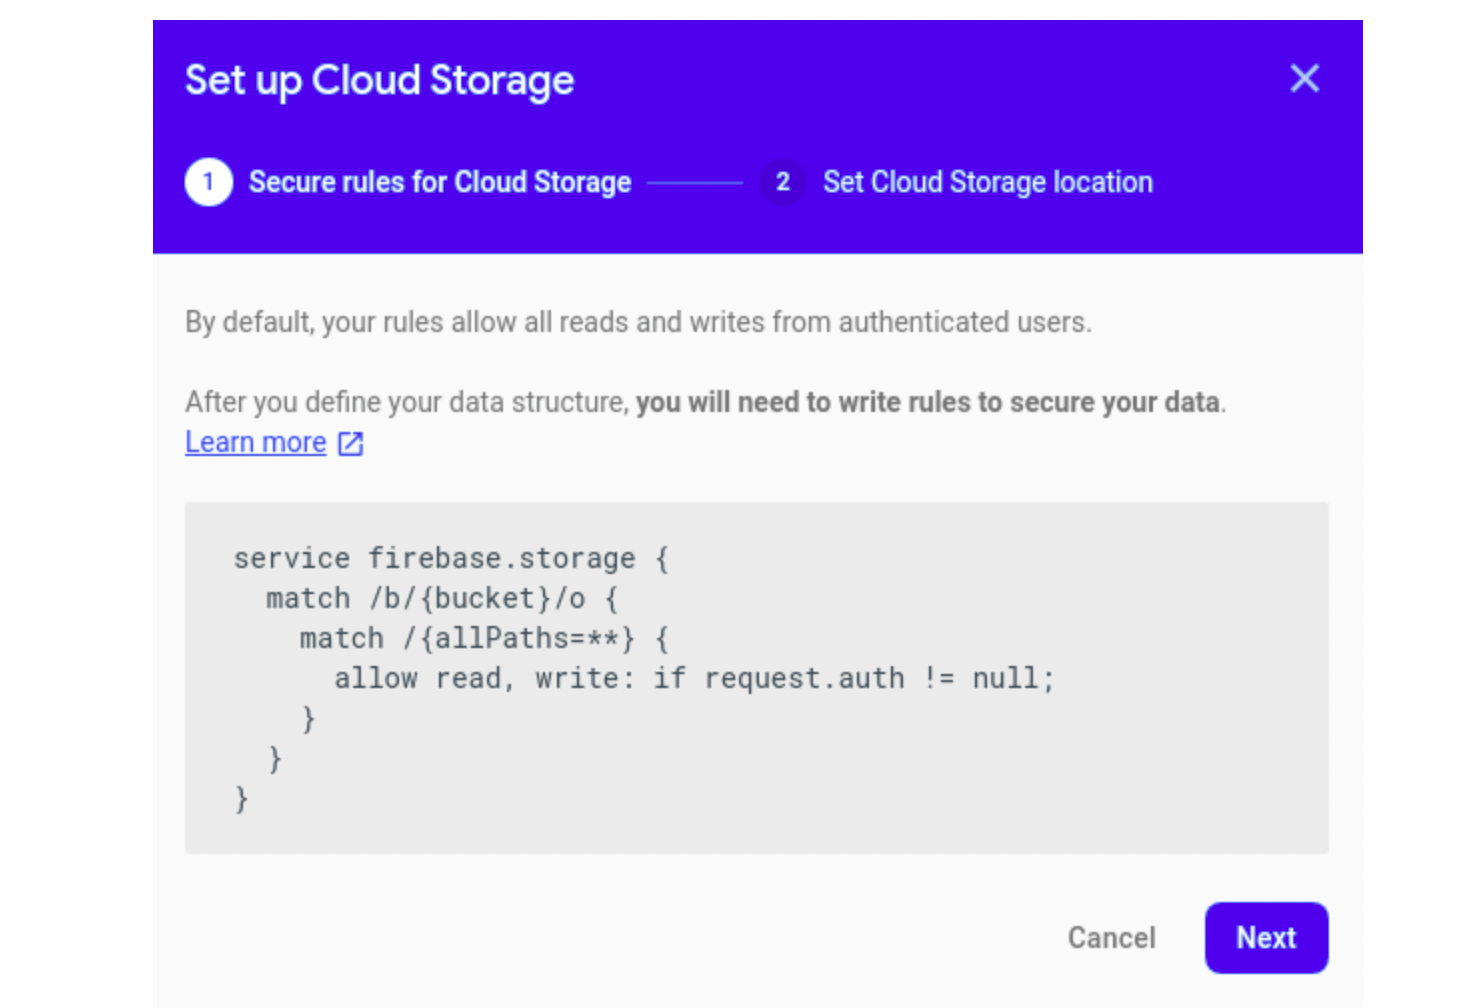 Set up Cloud Storage
1 Secure rules for Cloud Storage 2 Set Cloud Storage location
By default, your rules allow all reads and writes from authenticated users.
After you define your data structure, you will need to write rules to secure your data.
Learn more
service firebase.storage {
  match /b/{bucket}/o {
    match /{allPaths=**} {
      allow read, write: if request.auth != null;
    }
  }
}
Cancel Next